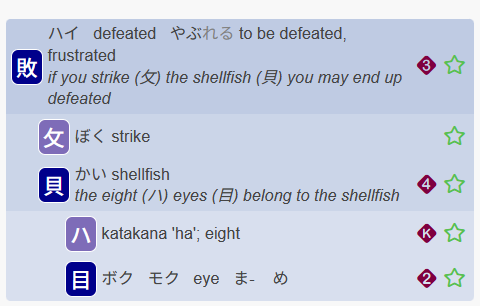 敗 ハイ defeated やぶれる to be defeated,
frustrated
if you strike (攵) the shellfish (貝) you may end up
defeated
3
攵 ぼく strike
貝 かい shellfish
the eight (ハ) eyes (目) belong to the shellfish
4
ハ katakana 'ha'; eight
K
目 ボク モク eye ま- め
2